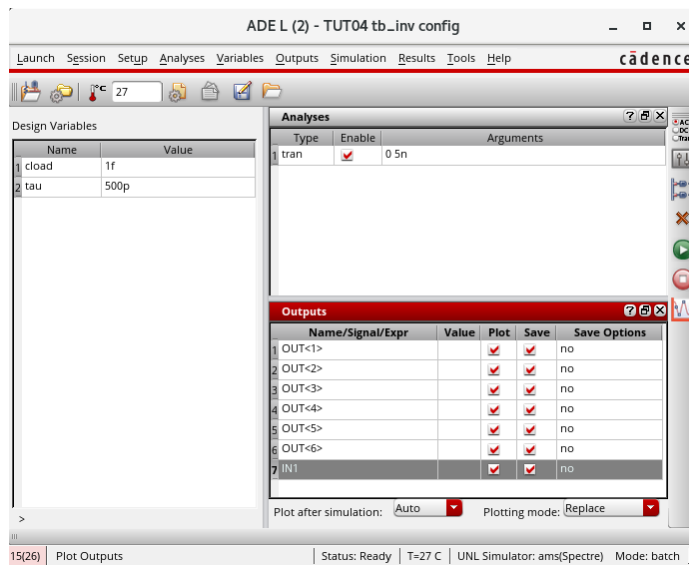 ADE L (2) - TUT04 tb_inv config
Launch Session Setup Analyses Variables Outputs Simulation Results Tools Help cādence
°C 27
Design Variables
Name Value
1 cload 1f
2 tau 500p
>
Analyses
Type Enable Arguments
1 tran 0 5n
AC
DC
Tran
Outputs
Name/Signal/Expr Value Plot Save Save Options
1 OUT<1> no
2 OUT<2> no
3 OUT<3> no
4 OUT<4> no
5 OUT<5> no
6 OUT<6> no
7 IN1 no
Plot after simulation: Auto Plotting mode: Replace
15(26) Plot Outputs Status: Ready T=27 C UNL Simulator: ams(Spectre) Mode: batch